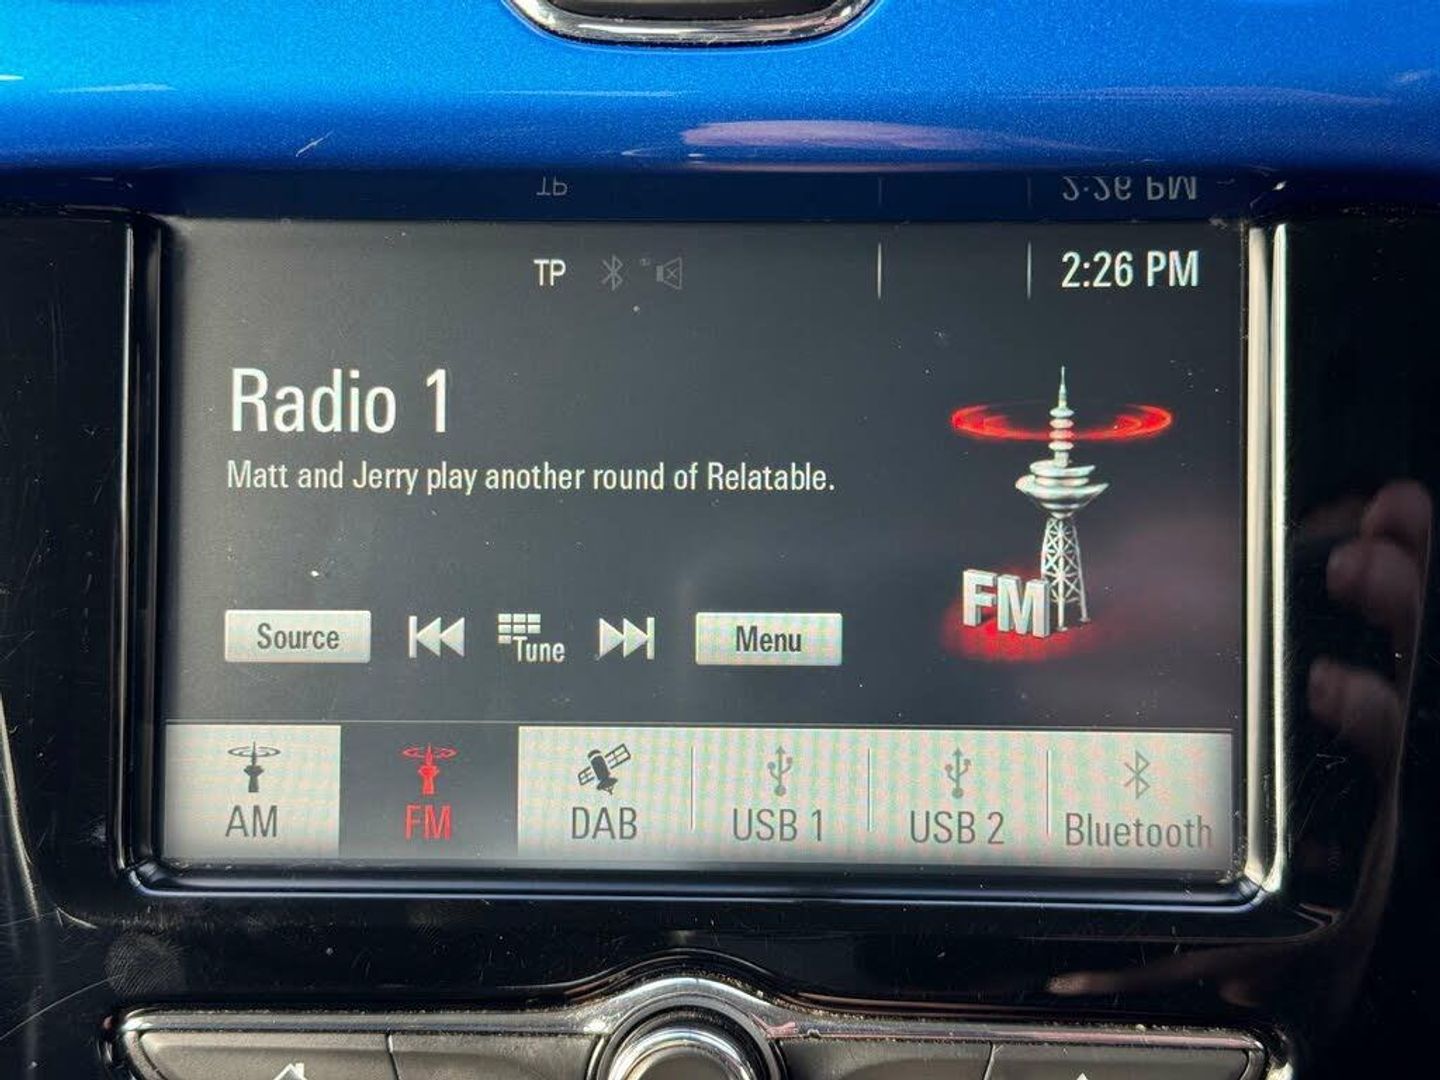 TP
2:26 PM
Radio 1
Matt and Jerry play another round of Relatable.
FM
Source
Tune
Menu
AM
FM
DAB
USB 1
USB 2
Bluetooth